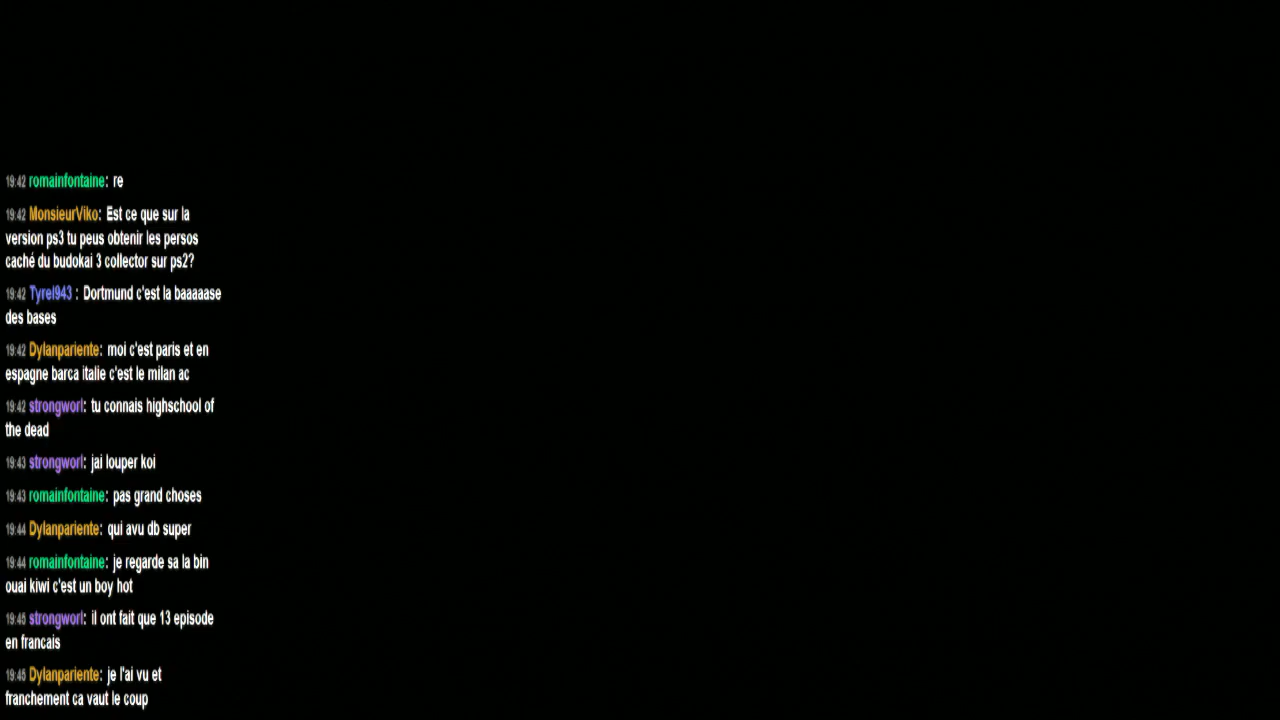 19:42 romainfontaine: re
19:42 MonsieurViko: Est ce que sur la
version ps3 tu peus obtenir les persos
caché du budokai 3 collector sur ps2?
19:42 Tyrel943 : Dortmund c'est la baaaaase
des bases
19:42 Dylanpariente: moi c'est paris et en
espagne barca italie c'est le milan ac
19:42 strongworl: tu connais highschool of
the dead
19:43 strongworl: jai louper koi
19:43 romainfontaine: pas grand choses
19:44 Dylanpariente: qui avu db super
19:44 romainfontaine: je regarde sa la bin
ouai kiwi c'est un boy hot
19:45 strongworl: il ont fait que 13 episode
en francais
19:45 Dylanpariente: je l'ai vu et
franchement ca vaut le coup